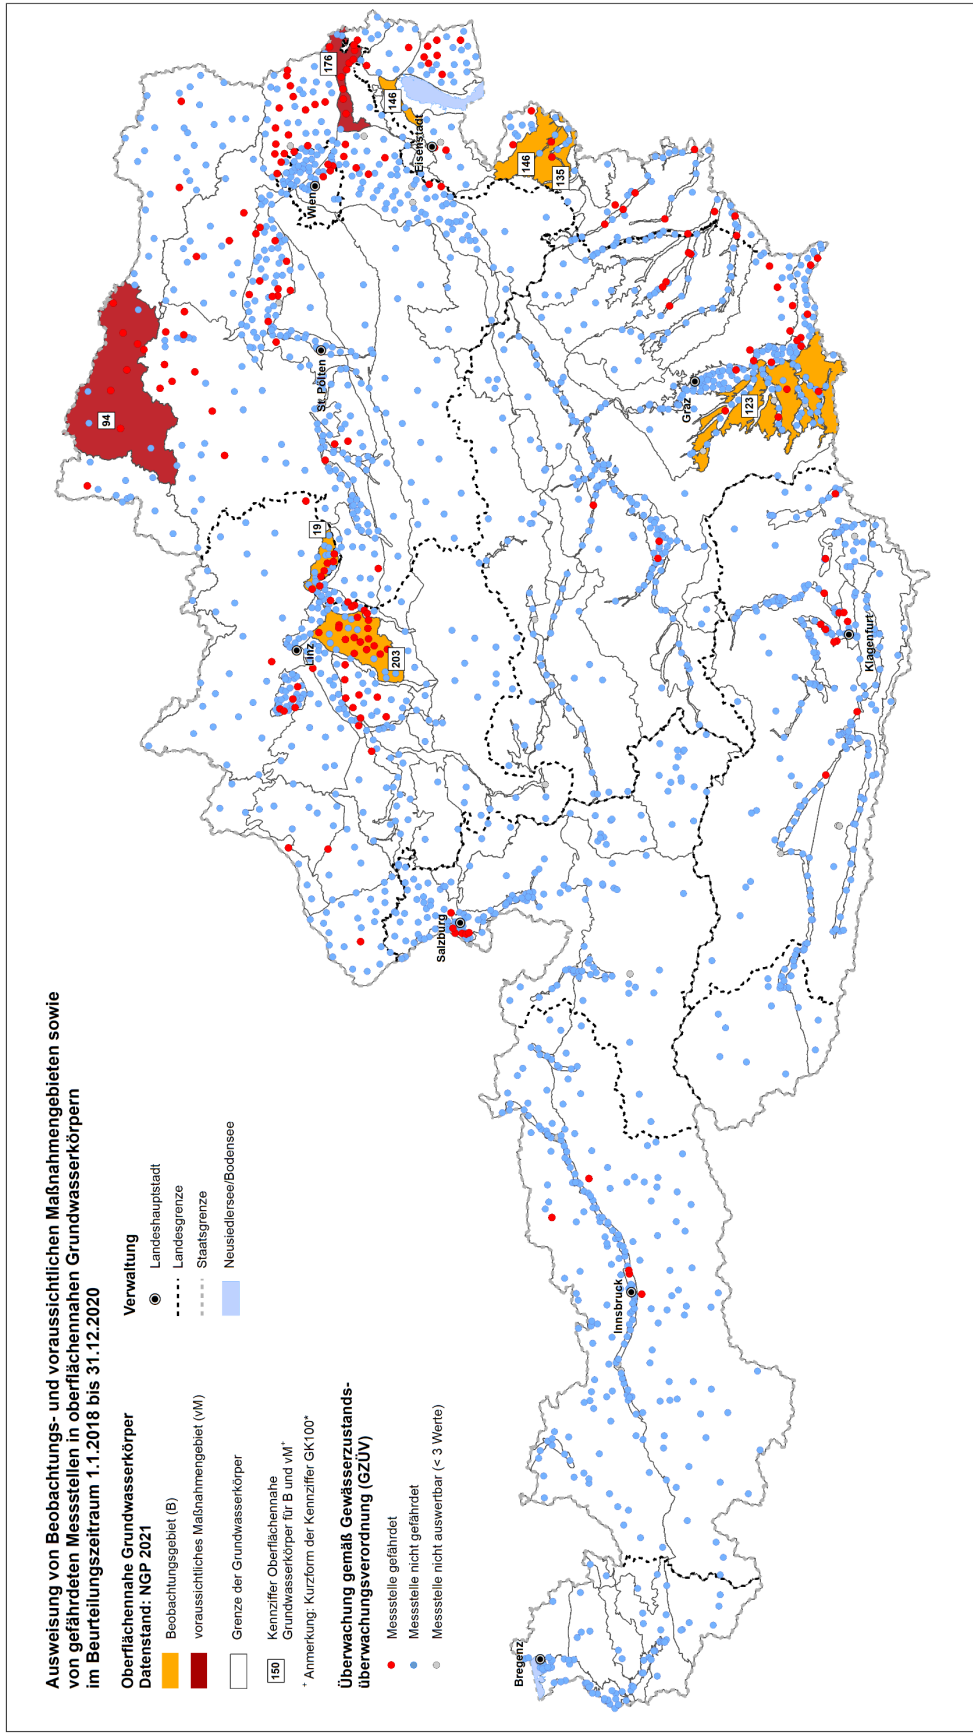 Ausweisung von Beobachtungs- und voraussichtlichen Maßnahmengebieten sowie
von gefährdeten Messstellen in oberflächennahen Grundwasserkörpern
im Beurteilungszeitraum 1.1.2018 bis 31.12.2020
Oberflächennahe Grundwasserkörper
Datenstand: NGP 2021
Beobachtungsgebiet (B)
voraussichtliches Maßnahmengebiet (vM)
Grenze der Grundwasserkörper
150
Kennziffer Oberflächennahe
Grundwasserkörper für B und vM⁺
⁺ Anmerkung: Kurzform der Kennziffer GK100*
Verwaltung
Landeshauptstadt
Landesgrenze
Staatsgrenze
Neusiedlersee/Bodensee
Überwachung gemäß Gewässerzustands-
überwachungsverordnung (GZÜV)
Messstelle gefährdet
Messstelle nicht gefährdet
Messstelle nicht auswertbar (< 3 Werte)
Bregenz
Innsbruck
Salzburg
Linz
203
19
94
St. Pölten
Wien
176
146
Eisenstadt
146
135
Graz
123
Klagenfurt